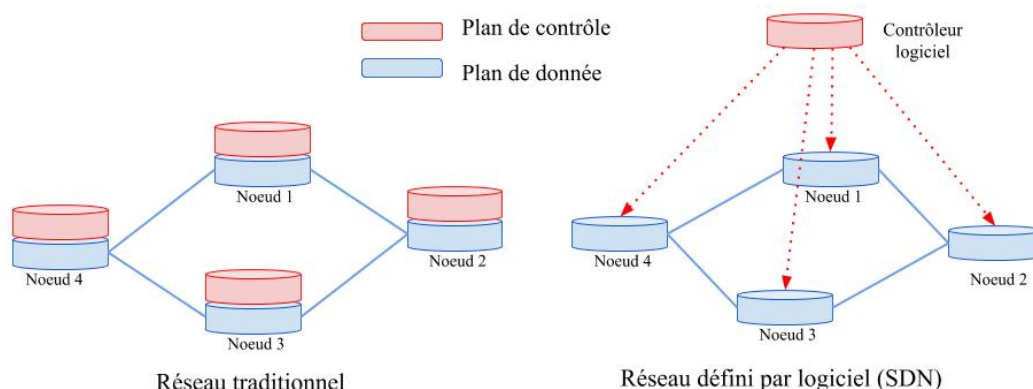 Plan de contrôle
Plan de donnée
Contrôleur
logiciel
Noeud 1
Noeud 2
Noeud 4
Noeud 3
Réseau traditionnel
Noeud 1
Noeud 4
Noeud 2
Noeud 3
Réseau défini par logiciel (SDN)